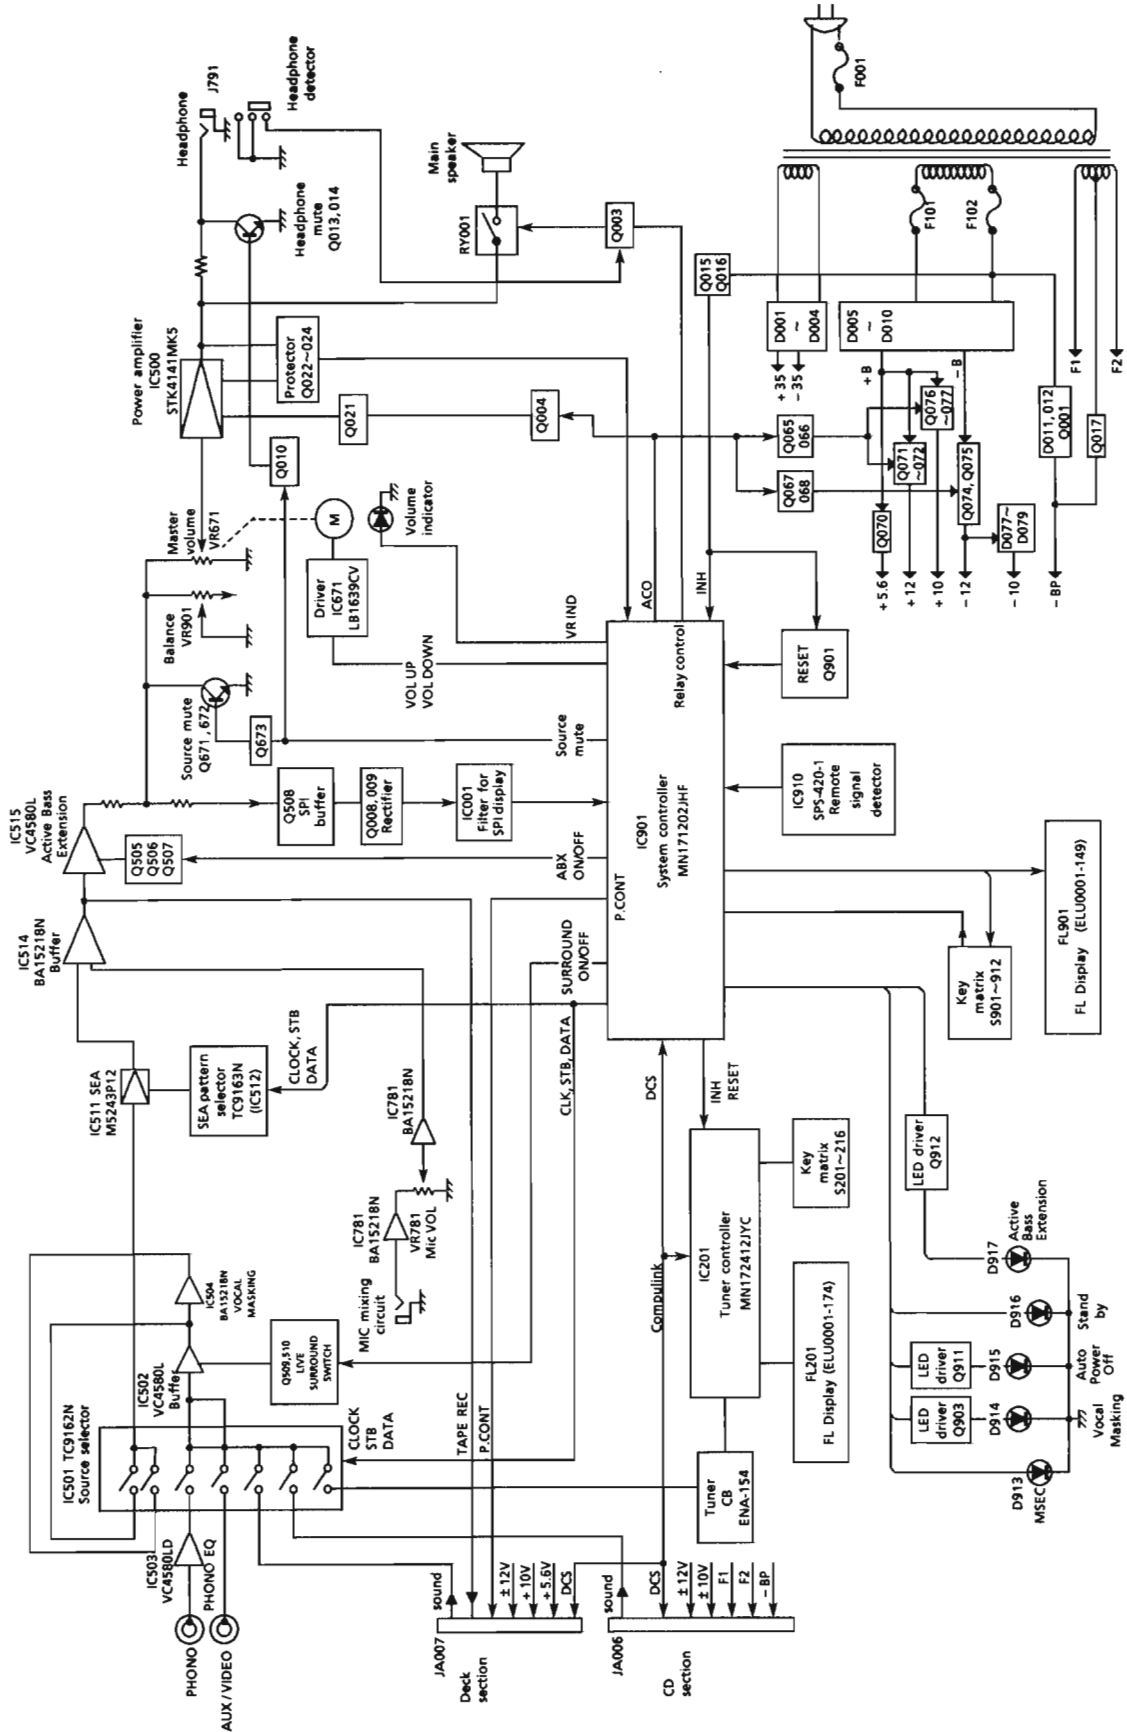 PHONO
AUX/VIDEO
IC503
VC4580LD
PHONO EQ
IC501 TC9162N
Source selector
IC502
VC4580L
Buffer
IC504
BA15218N
VOCAL
MASKING
Q509,510
LIVE
SURROUND
SWITCH
CLOCK
STB
DATA
IC511 SEA
M5243P12
SEA pattern
selector
TC9163N
(IC512)
CLOCK, STB
DATA
IC514
BA15218N
Buffer
IC515
VC4580L
Active Bass
Extension
Q505
Q506
Q507
MIC mixing
circuit
IC781
BA15218N
VR781
Mic VOL
IC781
BA15218N
Q508
SPI
buffer
Q008, 009
Rectifier
IC001
Filter for
SPI display
Source mute
Q671, 672
Q673
Balance
VR901
Master
volume
VR671
Driver
IC671
LB1639CV
M
Volume
indicator
Q010
Power amplifier
IC500
STK4141MK5
Protector
Q022~024
Q021
Q004
Headphone
J791
Headphone
detector
Headphone
mute
Q013, 014
Main
speaker
RY001
Q003
TAPE REC
P.CONT
CLK, STB, DATA
SURROUND
ON/OFF
P.CONT
ABX
ON/OFF
Source
mute
VOL UP
VOL DOWN
VR IND
ACO
Relay control
INH
IC901
System controller
MN171202JHF
RESET
Q901
IC910
SPS-420-1
Remote
signal
detector
Q015
Q016
D001
~
D004
+35
-35
D005
~
D010
+B
-B
Q065
066
Q067
068
Q076
~077
Q071
~072
Q070
Q074, Q075
D077~
D079
D011, 012
Q001
Q017
+5.6
+12
+10
-12
-10
-BP
F1
F2
F101
F102
F001
JA007
Deck
section
sound
±12V
+10V
+5.6V
DCS
JA006
CD
section
sound
DCS
±12V
±10V
F1
F2
-BP
Compulink
DCS
INH
RESET
Tuner
CB
ENA-154
IC201
Tuner controller
MN172412JYC
FL201
FL Display (ELU0001-174)
Key
matrix
S201~216
Key
matrix
S901~912
FL901
FL Display (ELU0001-149)
LED driver
Q912
D917
Active
Bass
Extension
D916
Stand
by
LED
driver
Q911
D915
Auto
Power
Off
LED
driver
Q903
D914
Vocal
Masking
D913
MSEC